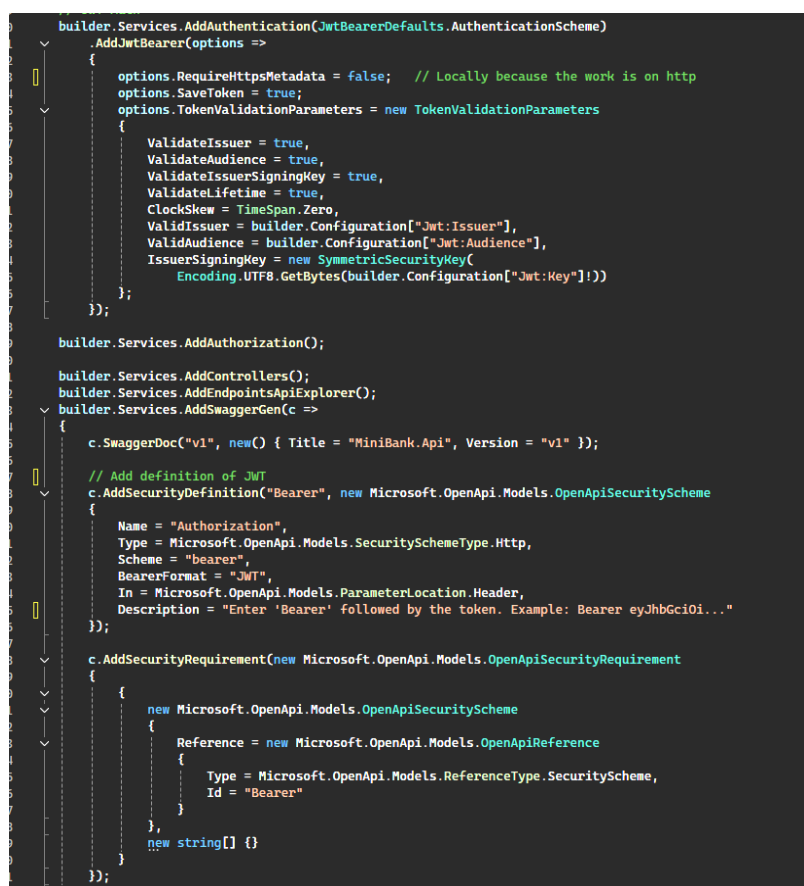 builder.Services.AddAuthentication(JwtBearerDefaults.AuthenticationScheme)
.AddJwtBearer(options =>
{
options.RequireHttpsMetadata = false;   // Locally because the work is on http
options.SaveToken = true;
options.TokenValidationParameters = new TokenValidationParameters
{
ValidateIssuer = true,
ValidateAudience = true,
ValidateIssuerSigningKey = true,
ValidateLifetime = true,
ClockSkew = TimeSpan.Zero,
ValidIssuer = builder.Configuration["Jwt:Issuer"],
ValidAudience = builder.Configuration["Jwt:Audience"],
IssuerSigningKey = new SymmetricSecurityKey(
Encoding.UTF8.GetBytes(builder.Configuration["Jwt:Key"]!))
};
});
builder.Services.AddAuthorization();
builder.Services.AddControllers();
builder.Services.AddEndpointsApiExplorer();
builder.Services.AddSwaggerGen(c =>
{
c.SwaggerDoc("v1", new() { Title = "MiniBank.Api", Version = "v1" });
// Add definition of JWT
c.AddSecurityDefinition("Bearer", new Microsoft.OpenApi.Models.OpenApiSecurityScheme
{
Name = "Authorization",
Type = Microsoft.OpenApi.Models.SecuritySchemeType.Http,
Scheme = "bearer",
BearerFormat = "JWT",
In = Microsoft.OpenApi.Models.ParameterLocation.Header,
Description = "Enter 'Bearer' followed by the token. Example: Bearer eyJhbGciOi..."
});
c.AddSecurityRequirement(new Microsoft.OpenApi.Models.OpenApiSecurityRequirement
{
{
new Microsoft.OpenApi.Models.OpenApiSecurityScheme
{
Reference = new Microsoft.OpenApi.Models.OpenApiReference
{
Type = Microsoft.OpenApi.Models.ReferenceType.SecurityScheme,
Id = "Bearer"
}
},
new string[] {}
}
});